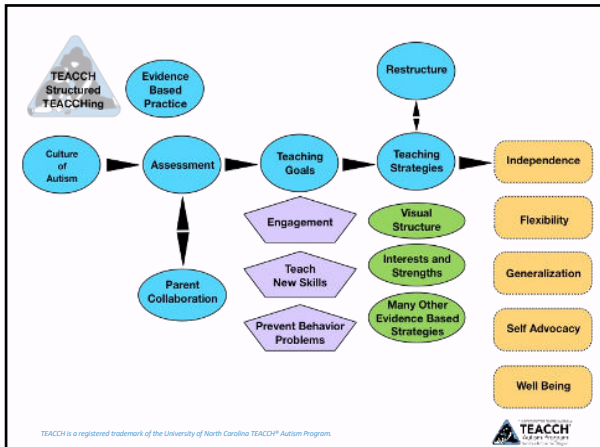 TEACCH
Structured
TEACCHing
Evidence
Based
Practice
Restructure
Culture
of
Autism
Assessment
Teaching
Goals
Teaching
Strategies
Independence
Engagement
Visual
Structure
Flexibility
Parent
Collaboration
Teach
New Skills
Interests and
Strengths
Generalization
Prevent Behavior
Problems
Many Other
Evidence Based
Strategies
Self Advocacy
Well Being
TEACCH is a registered trademark of the University of North Carolina TEACCH® Autism Program.
TEACCH
Autism Program